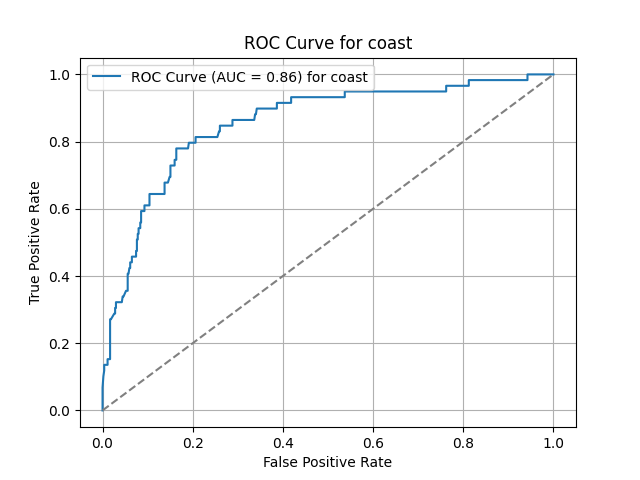 ROC Curve for coast
ROC Curve (AUC = 0.86) for coast
True Positive Rate
1.0
0.8
0.6
0.4
0.2
0.0
0.0 0.2 0.4 0.6 0.8 1.0
False Positive Rate